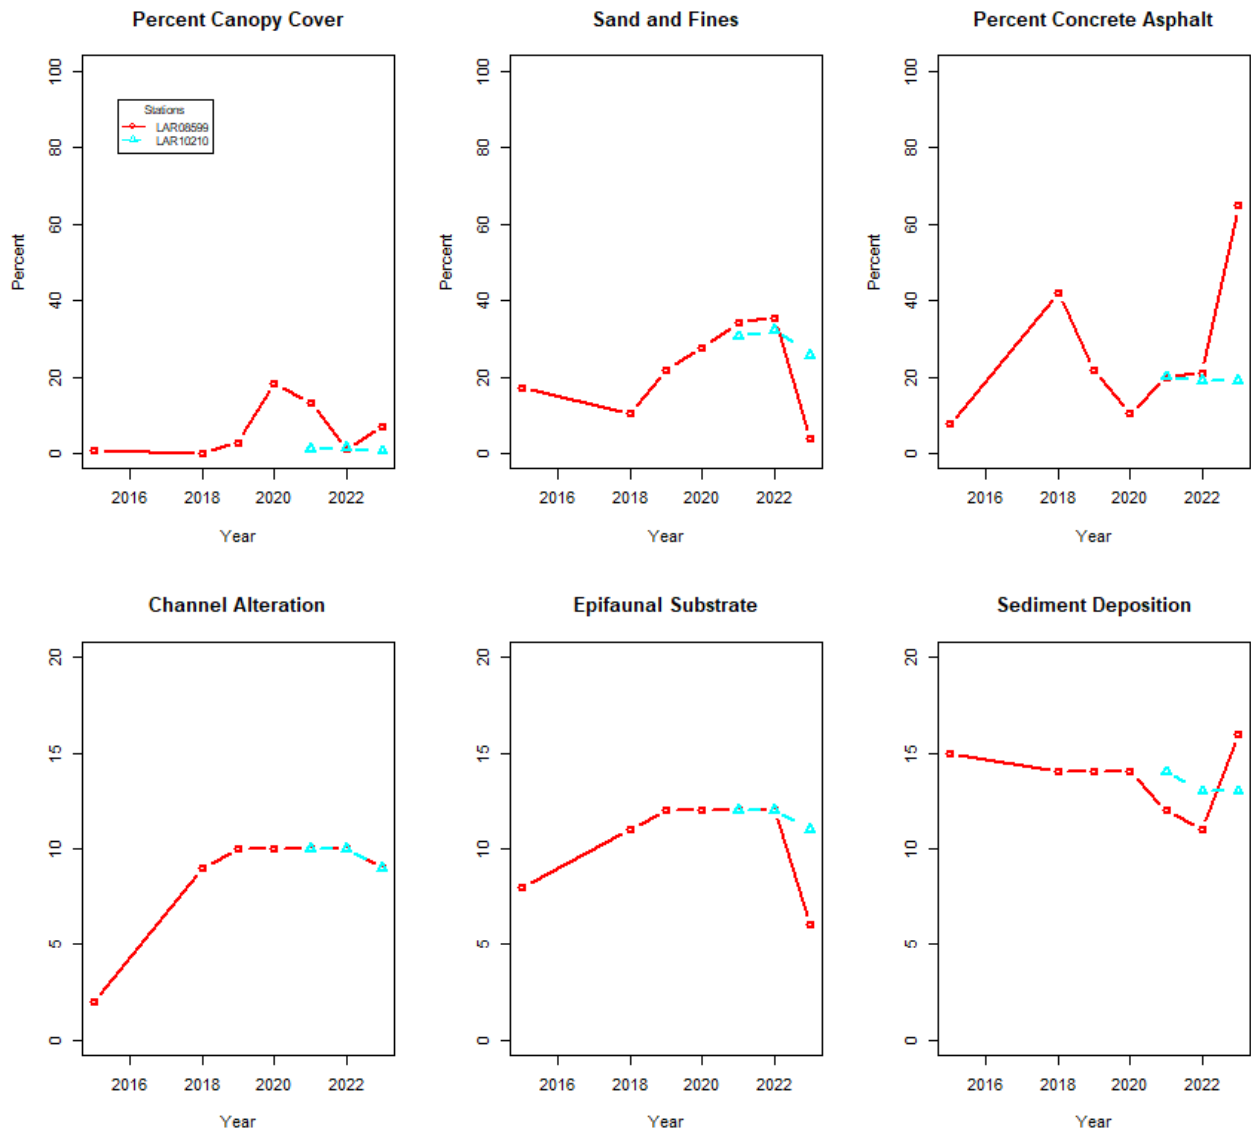 Percent Canopy Cover
Percent
100
80
60
40
20
0
Stations
LAR08599
LAR10210
2016 2018 2020 2022
Year
Sand and Fines
Percent
100
80
60
40
20
0
2016 2018 2020 2022
Year
Percent Concrete Asphalt
Percent
100
80
60
40
20
0
2016 2018 2020 2022
Year
Channel Alteration
20
15
10
5
0
2016 2018 2020 2022
Year
Epifaunal Substrate
20
15
10
5
0
2016 2018 2020 2022
Year
Sediment Deposition
20
15
10
5
0
2016 2018 2020 2022
Year